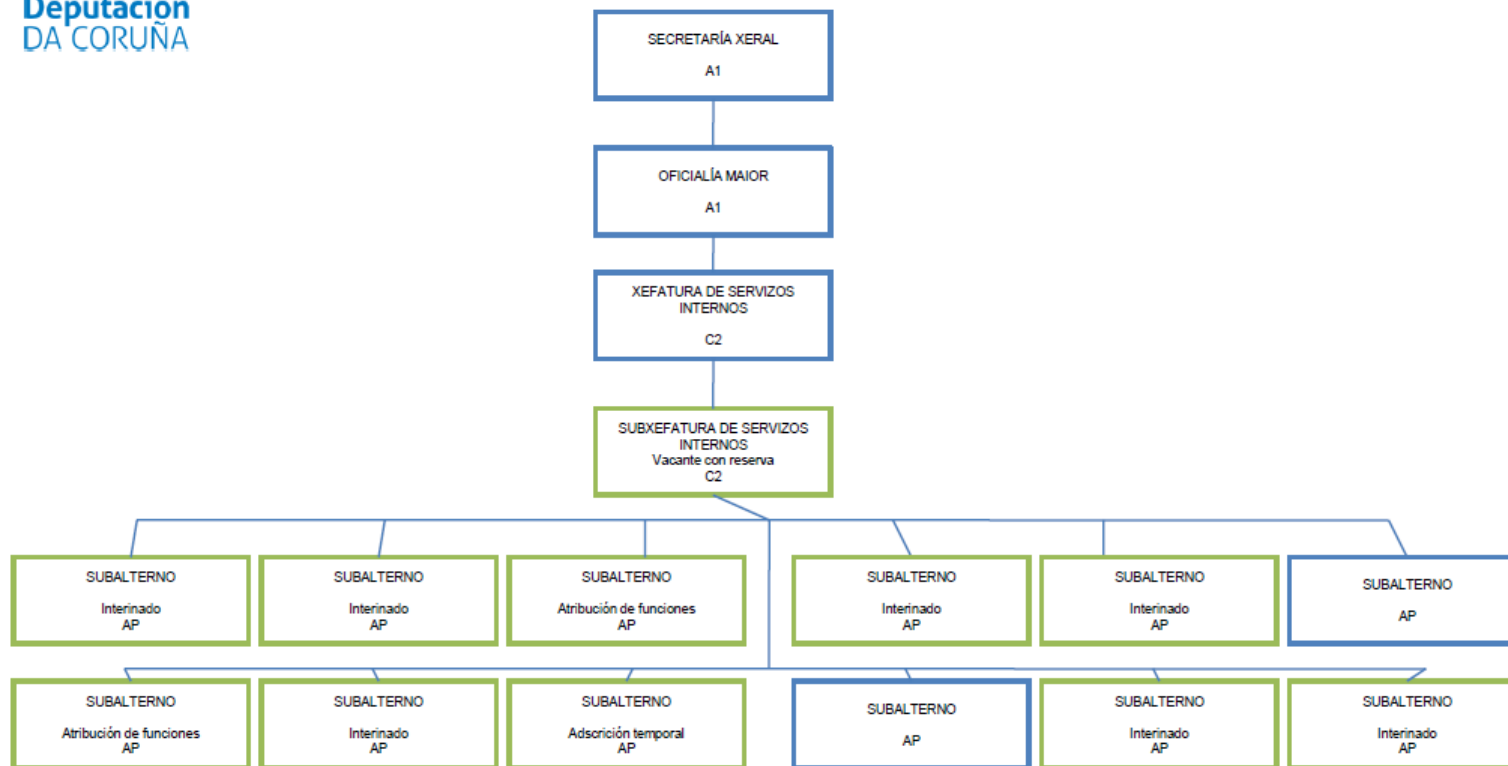 Deputación
DA CORUÑA
SECRETARÍA XERAL
A1
OFICIALÍA MAIOR
A1
XEFATURA DE SERVIZOS
INTERNOS
C2
SUBXEFATURA DE SERVIZOS
INTERNOS
Vacante con reserva
C2
SUBALTERNO
Interinado
AP
SUBALTERNO
Interinado
AP
SUBALTERNO
Atribución de funciones
AP
SUBALTERNO
Interinado
AP
SUBALTERNO
Interinado
AP
SUBALTERNO
AP
SUBALTERNO
Atribución de funciones
AP
SUBALTERNO
Interinado
AP
SUBALTERNO
Adscrición temporal
AP
SUBALTERNO
AP
SUBALTERNO
Interinado
AP
SUBALTERNO
Interinado
AP